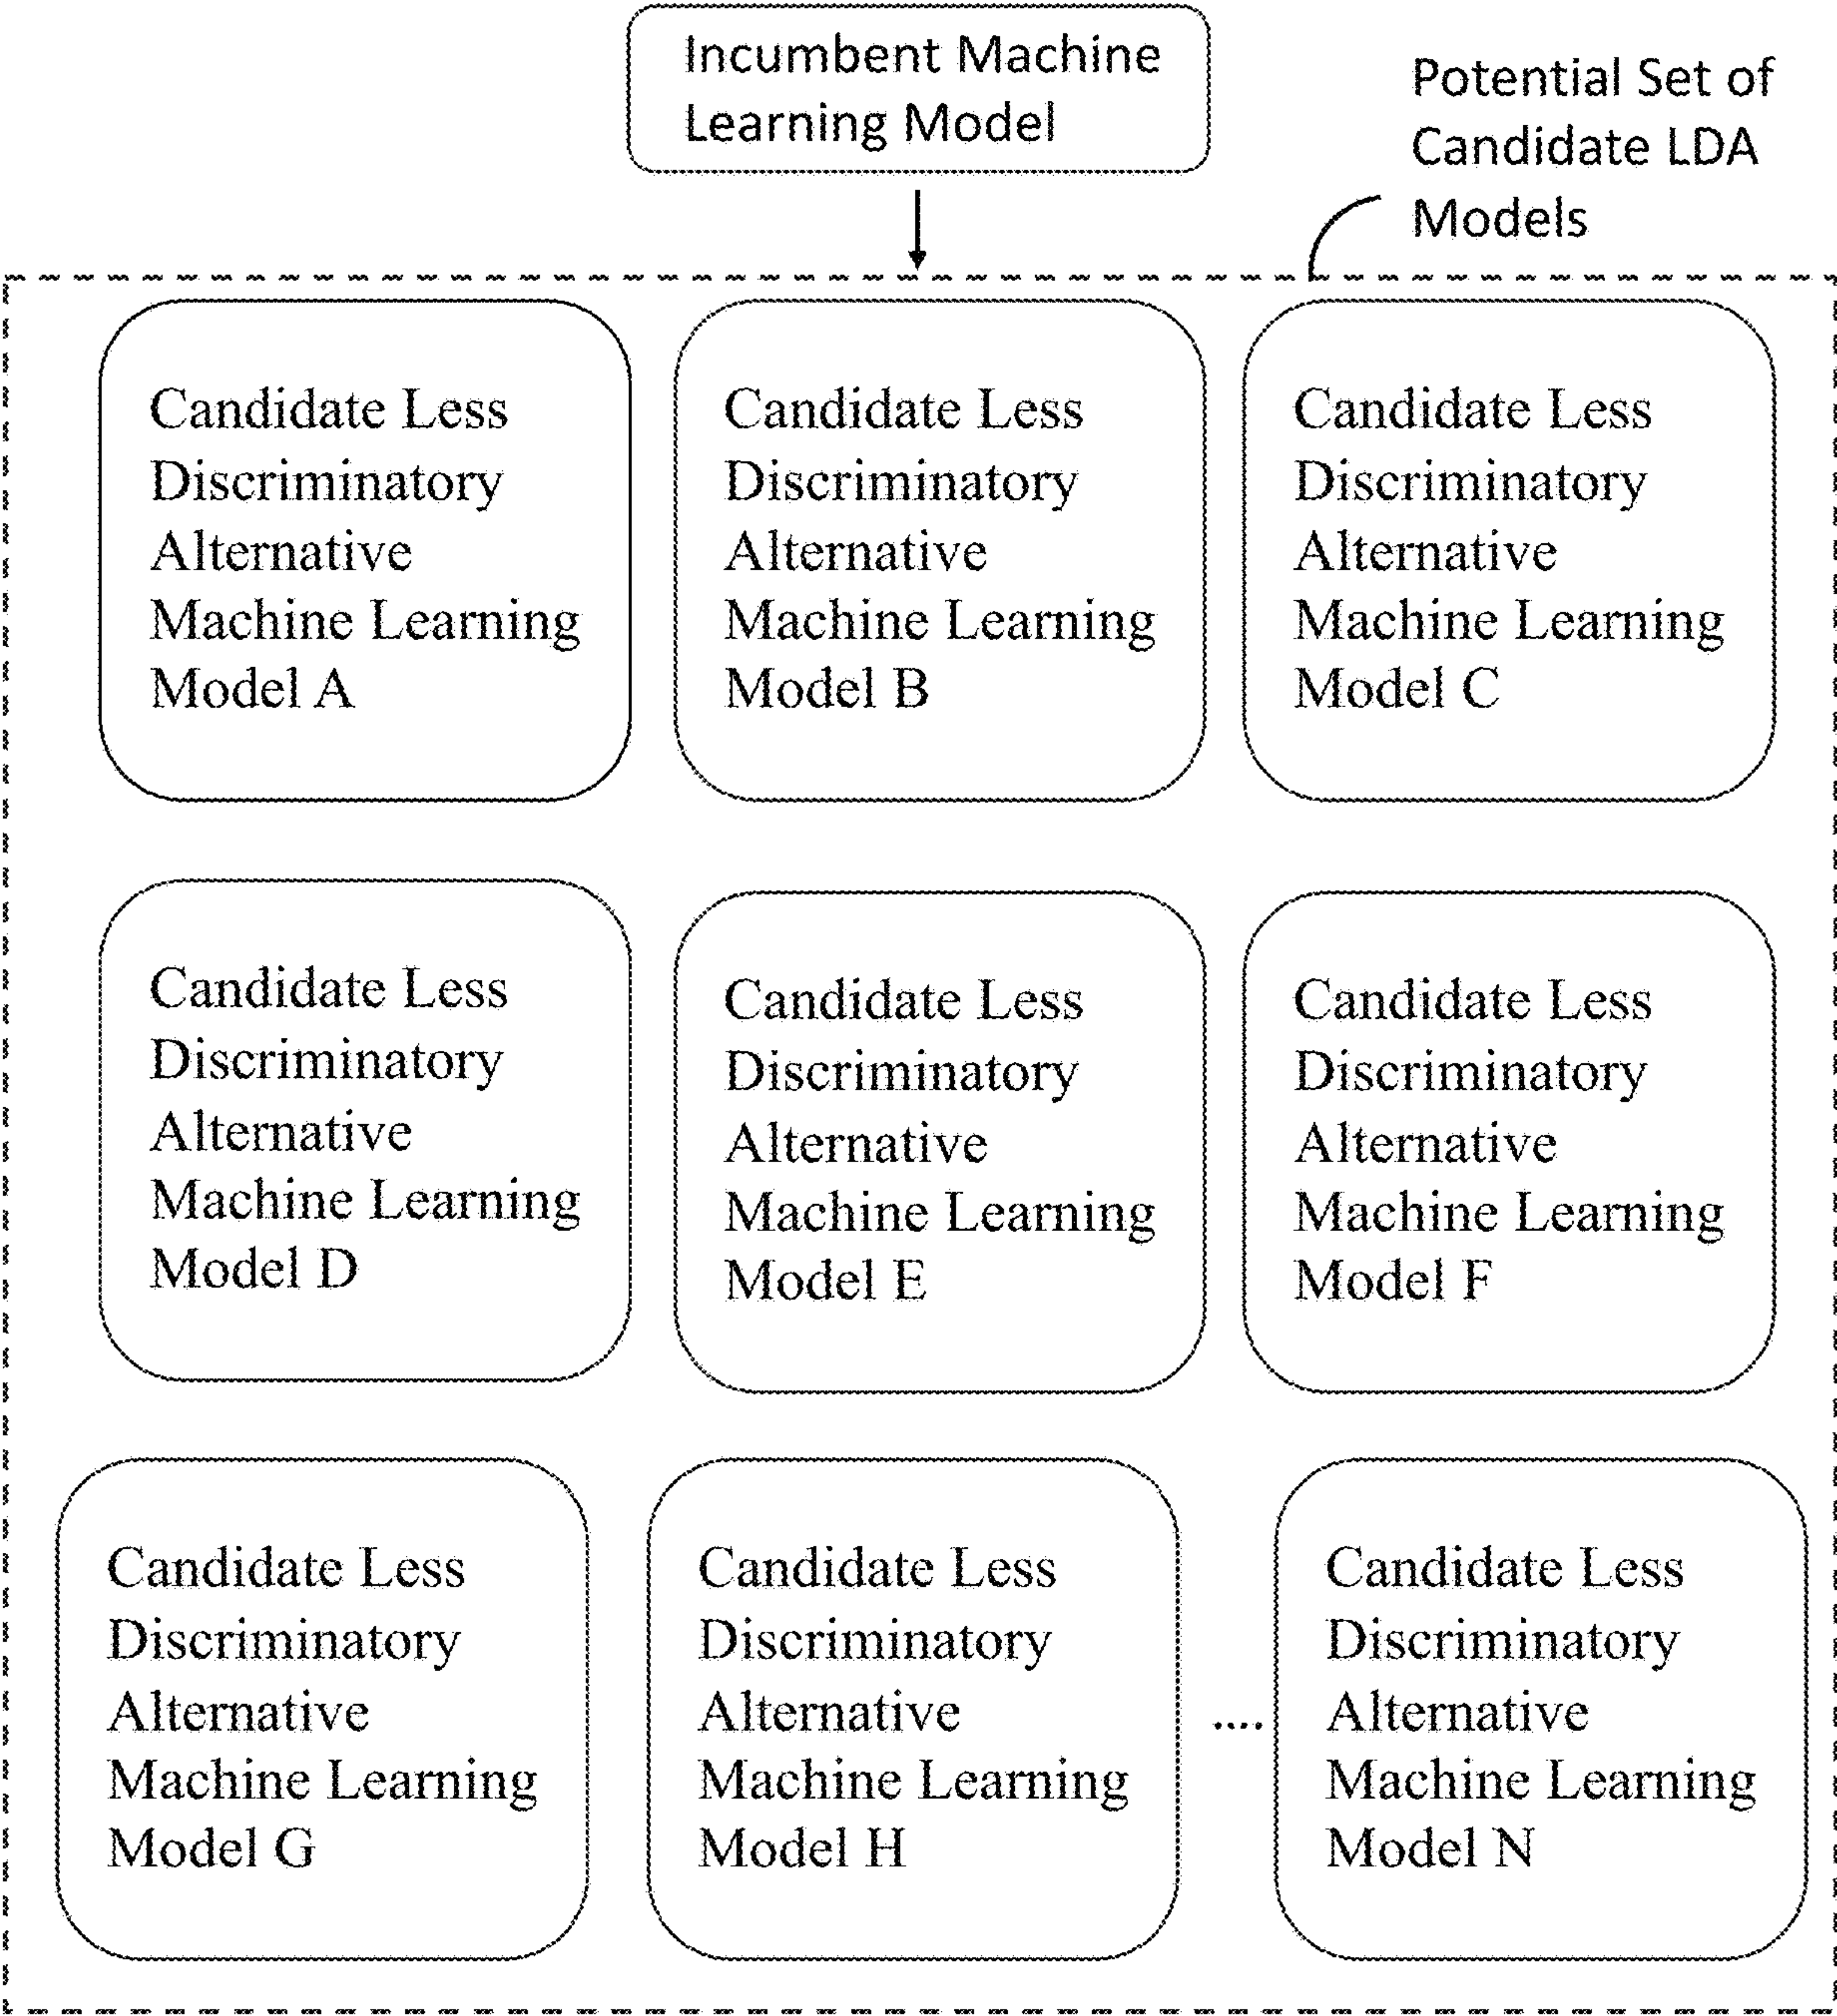 Incumbent Machine
Learning Model
Potential Set of
Candidate LDA
Models
Candidate Less
Discriminatory
Alternative
Machine Learning
Model A
Candidate Less
Discriminatory
Alternative
Machine Learning
Model B
Candidate Less
Discriminatory
Alternative
Machine Learning
Model C
Candidate Less
Discriminatory
Alternative
Machine Learning
Model D
Candidate Less
Discriminatory
Alternative
Machine Learning
Model E
Candidate Less
Discriminatory
Alternative
Machine Learning
Model F
Candidate Less
Discriminatory
Alternative
Machine Learning
Model G
Candidate Less
Discriminatory
Alternative
Machine Learning
Model H
....
Candidate Less
Discriminatory
Alternative
Machine Learning
Model N